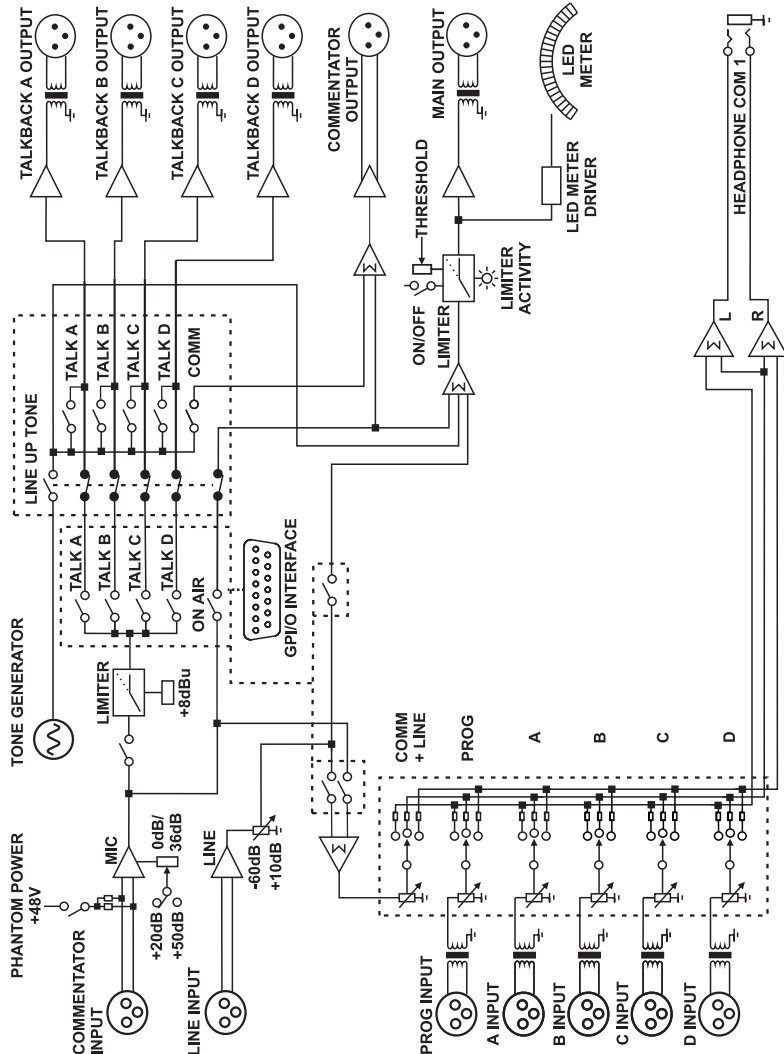 TALKBACK A OUTPUT
TALKBACK B OUTPUT
TALKBACK C OUTPUT
TALKBACK D OUTPUT
COMMENTATOR
OUTPUT
MAIN OUTPUT
LED
METER
HEADPHONE COM 1
THRESHOLD
LED METER
DRIVER
ON/OFF
LIMITER
LIMITER
ACTIVITY
Σ
Σ
Σ
L
Σ
R
LINE UP TONE
TALK A
TALK B
TALK C
TALK D
COMM
TALK A
TALK B
TALK C
TALK D
ON AIR
GPI/O INTERFACE
TONE GENERATOR
LIMITER
+8dBu
PHANTOM POWER
+48V
MIC
0dB/
36dB
+20dB
+50dB
COMMENTATOR
INPUT
LINE
-60dB
+10dB
LINE INPUT
Σ
COMM
+ LINE
PROG
A
B
C
D
PROG INPUT
A INPUT
B INPUT
C INPUT
D INPUT